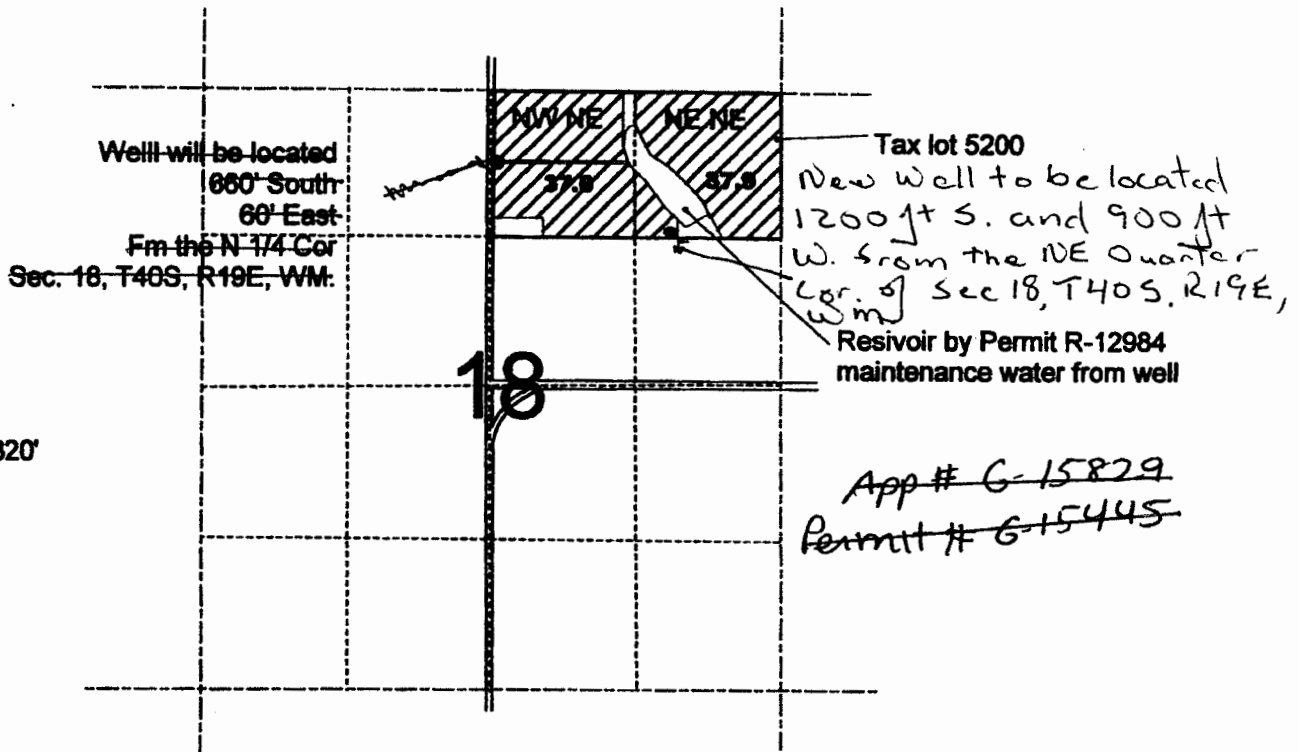 NW NE
NE NE
Welll will be located
660' South
60' East
Fm the N 1/4 Cor
Sec. 18, T40S, R19E, WM.
Tax lot 5200
New Well to be located
1200 ft S. and 900 ft
W. from the NE Quarter
Cor. of Sec 18, T40S, R19E,
Wm
37.9
Resivoir by Permit R-12984
maintenance water from well
18
320'
App # G-15829
Permit # G-15445